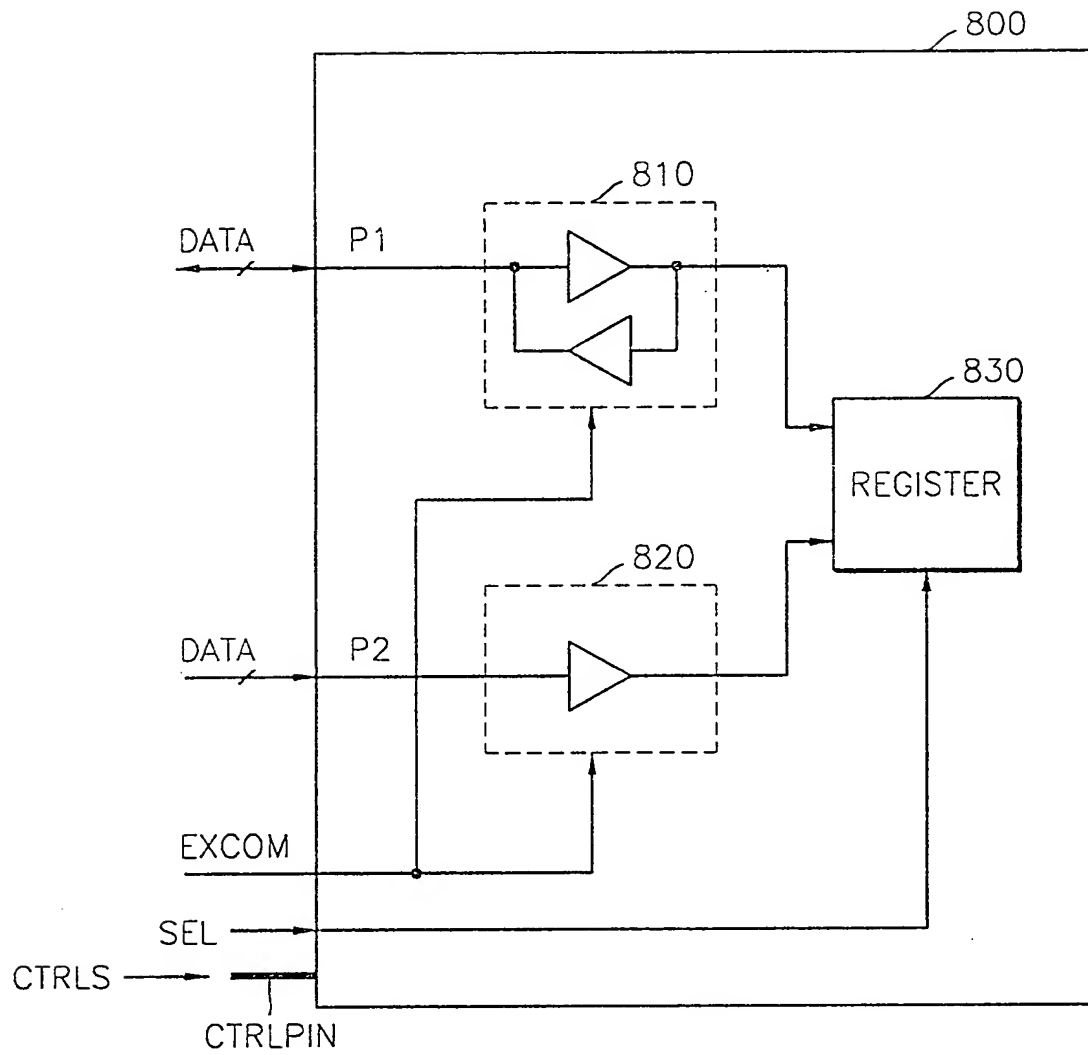 800
810
DATA
P1
830
REGISTER
820
DATA
P2
EXCOM
SEL
CTRLS
CTRLPIN